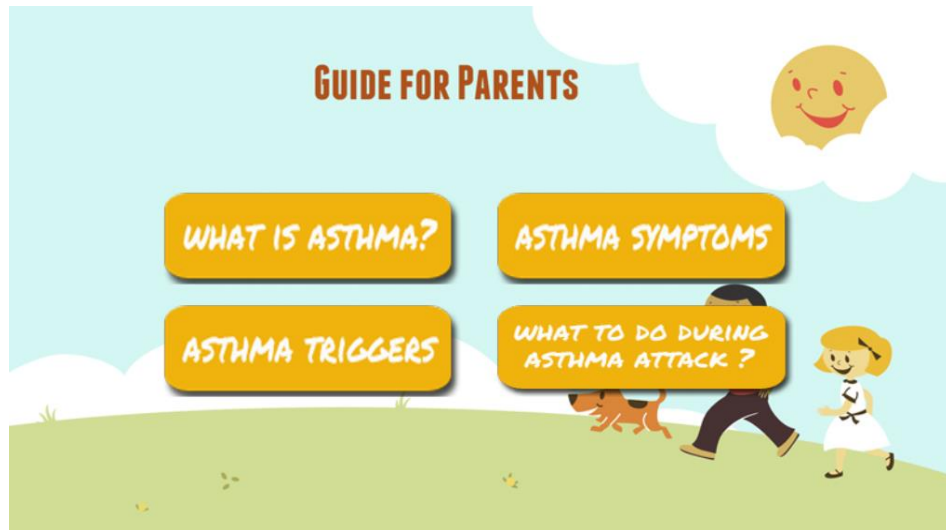 GUIDE FOR PARENTS
WHAT IS ASTHMA?
ASTHMA SYMPTOMS
ASTHMA TRIGGERS
WHAT TO DO DURING
ASTHMA ATTACK ?